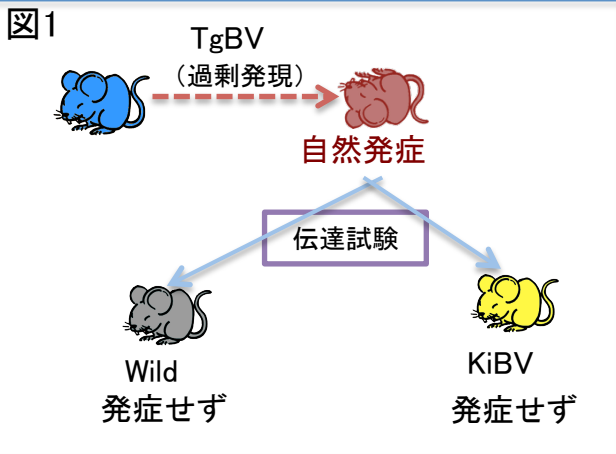 図1
TgBV
（過剰発現）
自然発症
伝達試験
Wild
発症せず
KiBV
発症せず